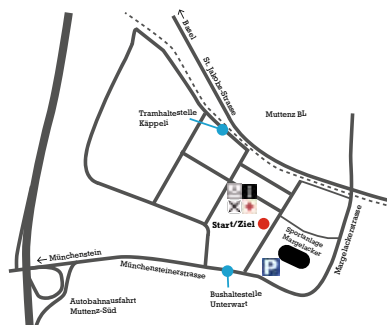 ← Basel
St. Jakobs-Strasse
Tramhaltestelle
Käppeli
Muttenz BL
Start/Ziel
Sportanlage
Margelacker
Margelackerstrasse
P
← Münchenstein
Münchensteinerstrasse
Bushaltestelle
Unterwart
Autobahnausfahrt
Muttenz-Süd